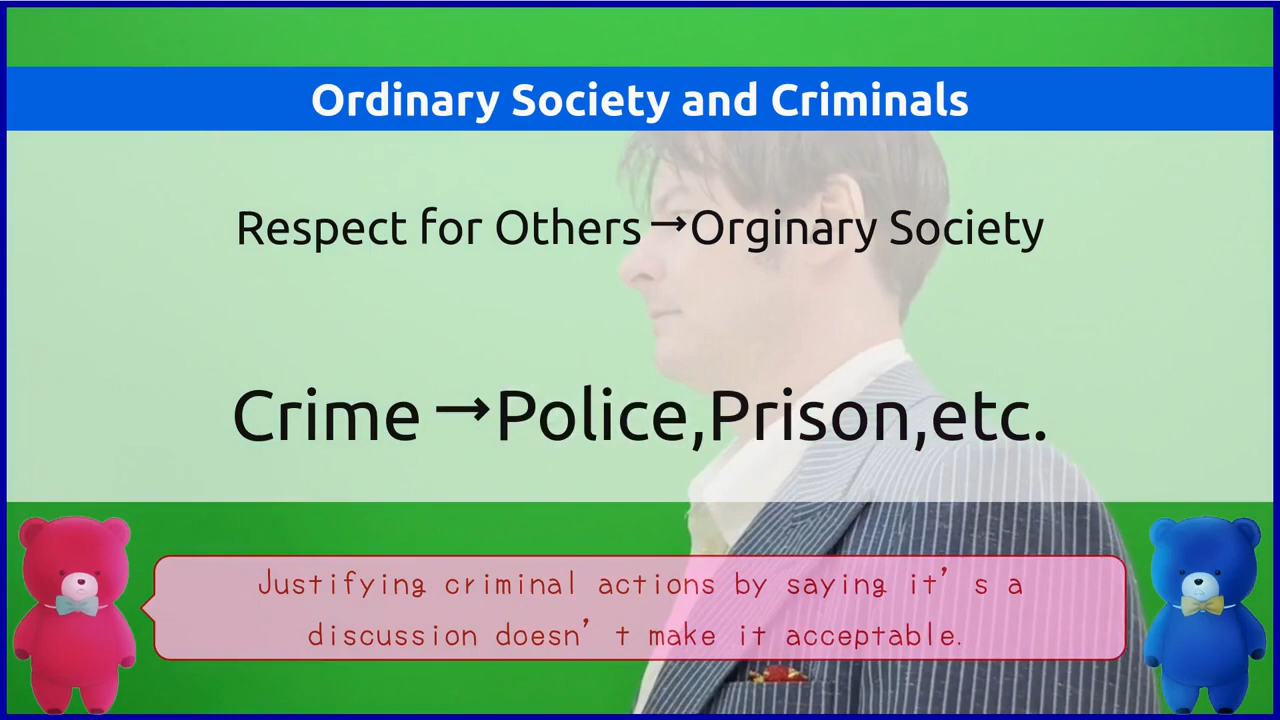 Ordinary Society and Criminals
Respect for Others→Orginary Society
Crime→Police,Prison,etc.
Justifying criminal actions by saying it’s a
discussion doesn’t make it acceptable.